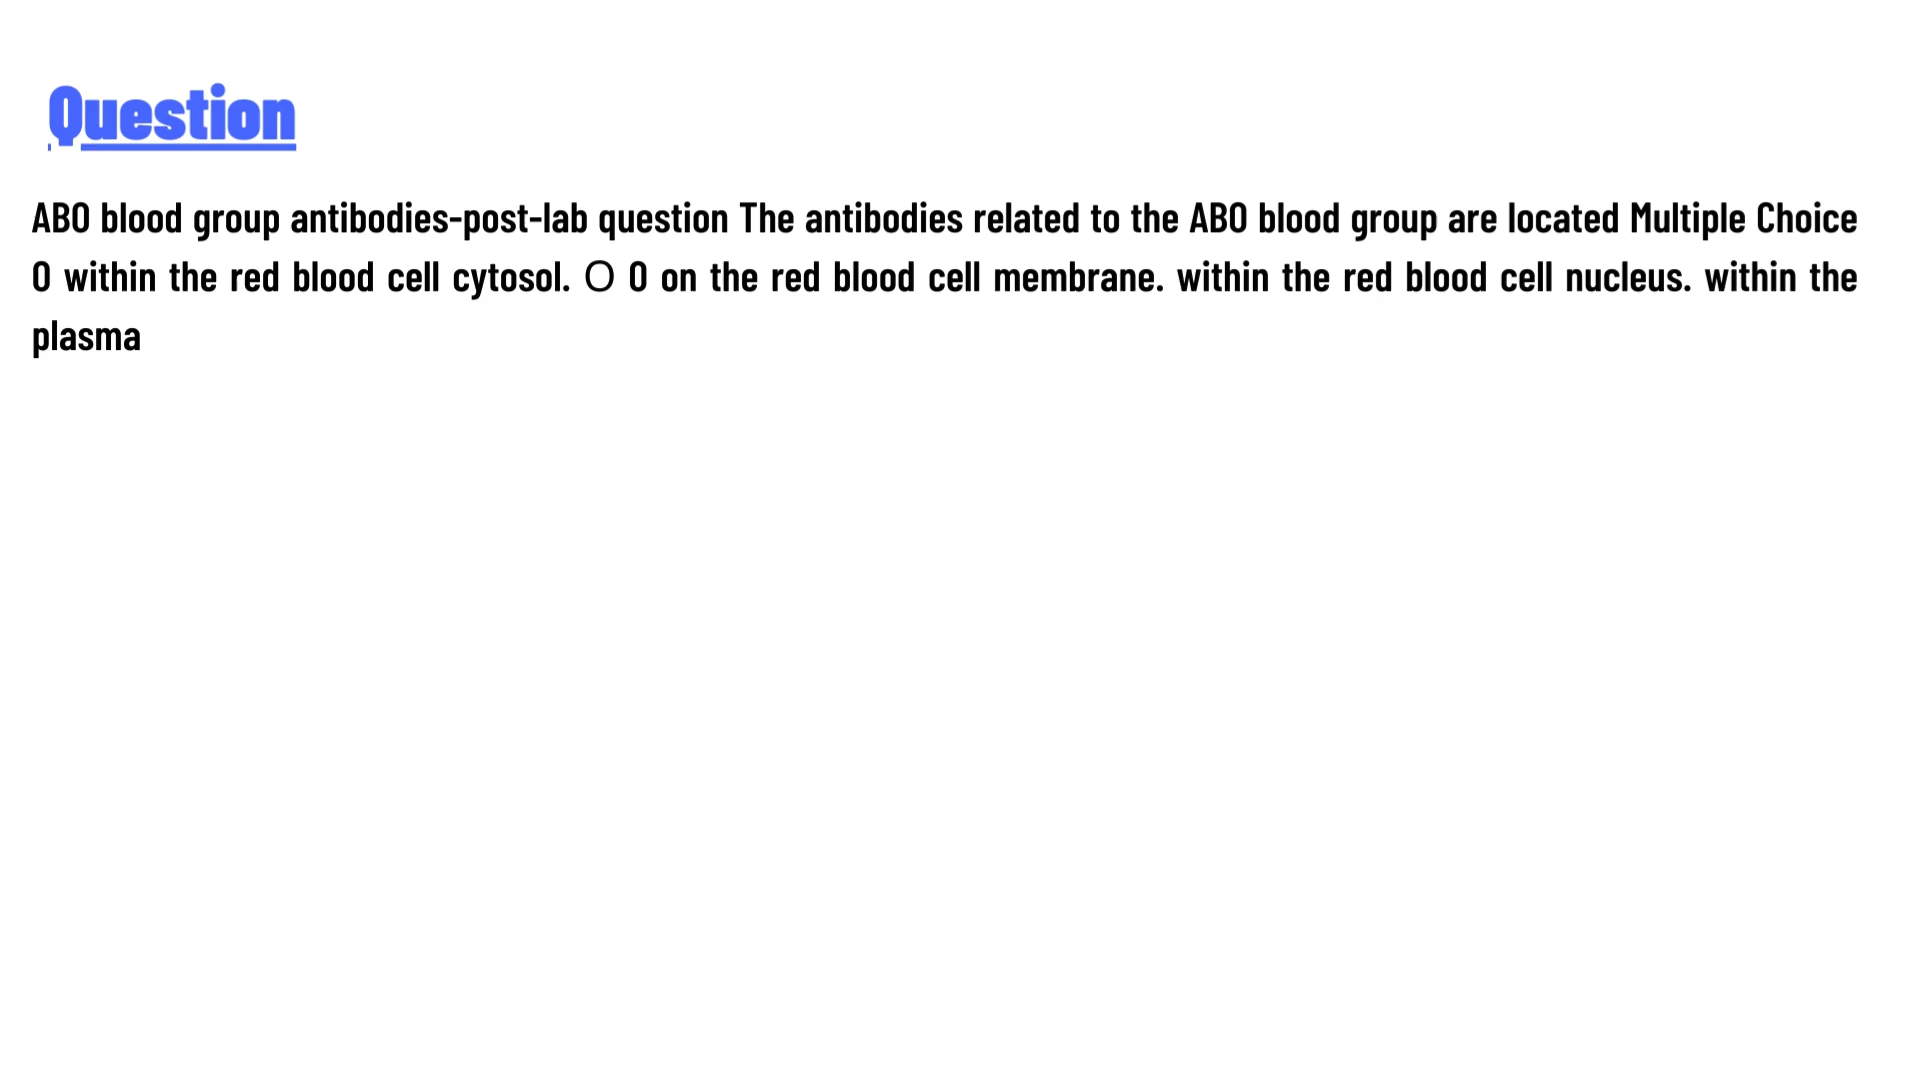 Question
ABO blood group antibodies-post-lab question The antibodies related to the ABO blood group are located Multiple Choice
0 within the red blood cell cytosol. O 0 on the red blood cell membrane. within the red blood cell nucleus. within the
plasma